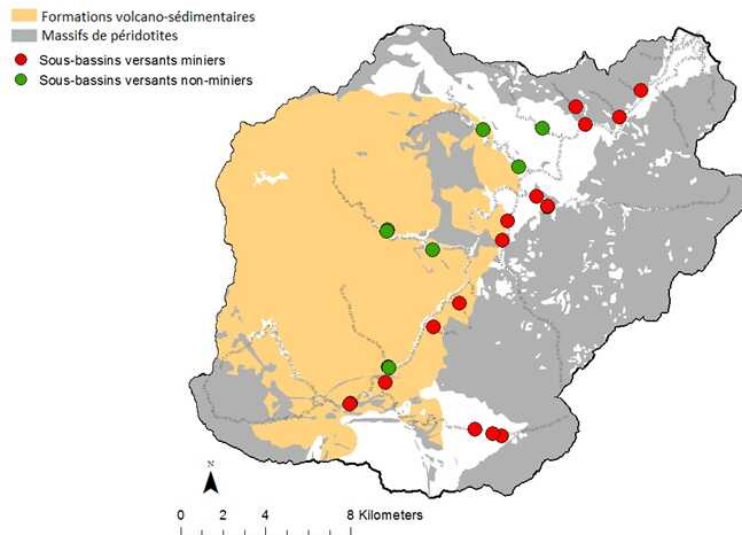 Formations volcano-sédimentaires
Massifs de péridotites
Sous-bassins versants miniers
Sous-bassins versants non-miniers
N
0 2 4 8 Kilometers